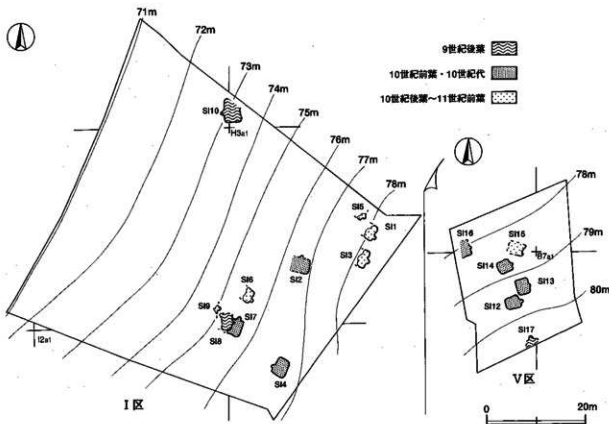 71m
72m
73m
74m
75m
76m
77m
78m
9世紀後葉
10世紀前葉・10世紀代
10世紀後葉~11世紀前葉
SI10
H3a1
SI5
SI1
SI3
SI2
SI6
SI9
SI7
SI8
SI4
I2a1
I区
78m
79m
80m
SI16
SI15
B7a1
SI14
SI13
SI12
SI17
V区
0
20m